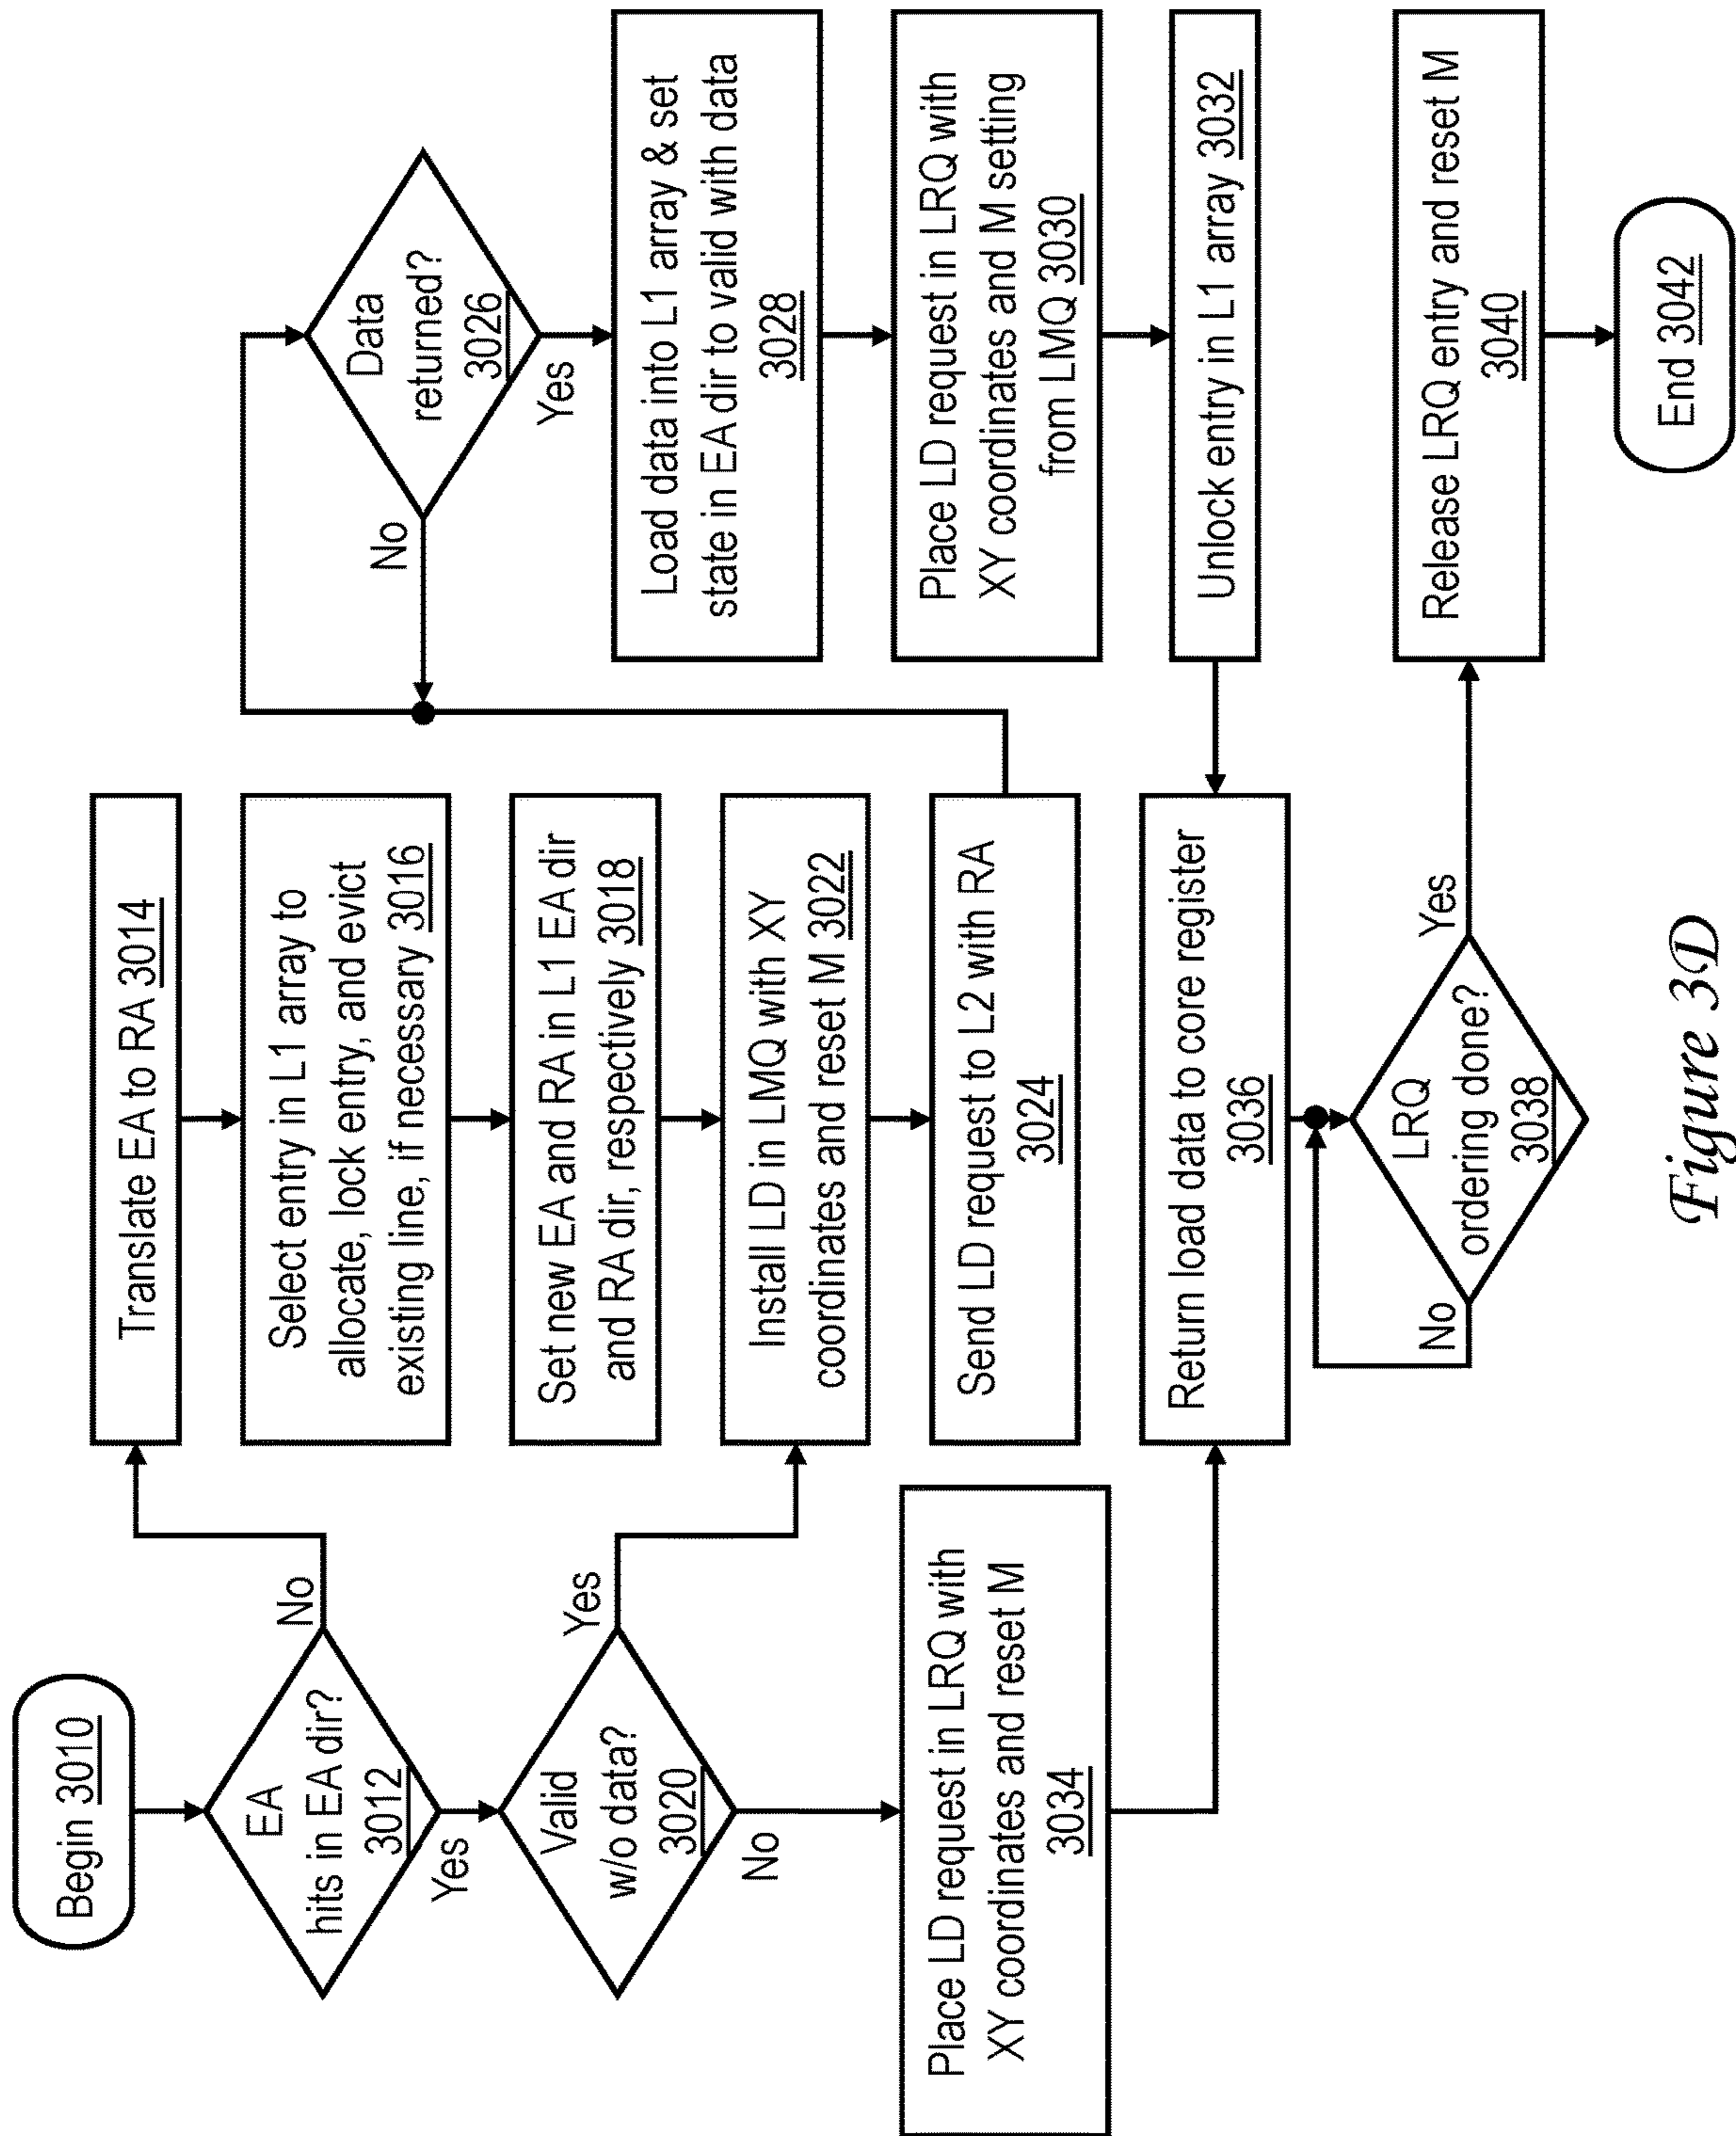 Begin 3010
EA
hits in EA dir?
3012
No
Yes
Translate EA to RA 3014
Select entry in L1 array to
allocate, lock entry, and evict
existing line, if necessary 3016
Set new EA and RA in L1 EA dir
and RA dir, respectively 3018
Valid
w/o data?
3020
Yes
No
Install LD in LMQ with XY
coordinates and reset M 3022
Send LD request to L2 with RA
3024
Data
returned?
3026
No
Yes
Load data into L1 array & set
state in EA dir to valid with data
3028
Place LD request in LRQ with
XY coordinates and M setting
from LMQ 3030
Unlock entry in L1 array 3032
Place LD request in LRQ with
XY coordinates and reset M
3034
Return load data to core register
3036
LRQ
ordering done?
3038
No
Yes
Release LRQ entry and reset M
3040
End 3042
Figure 3D